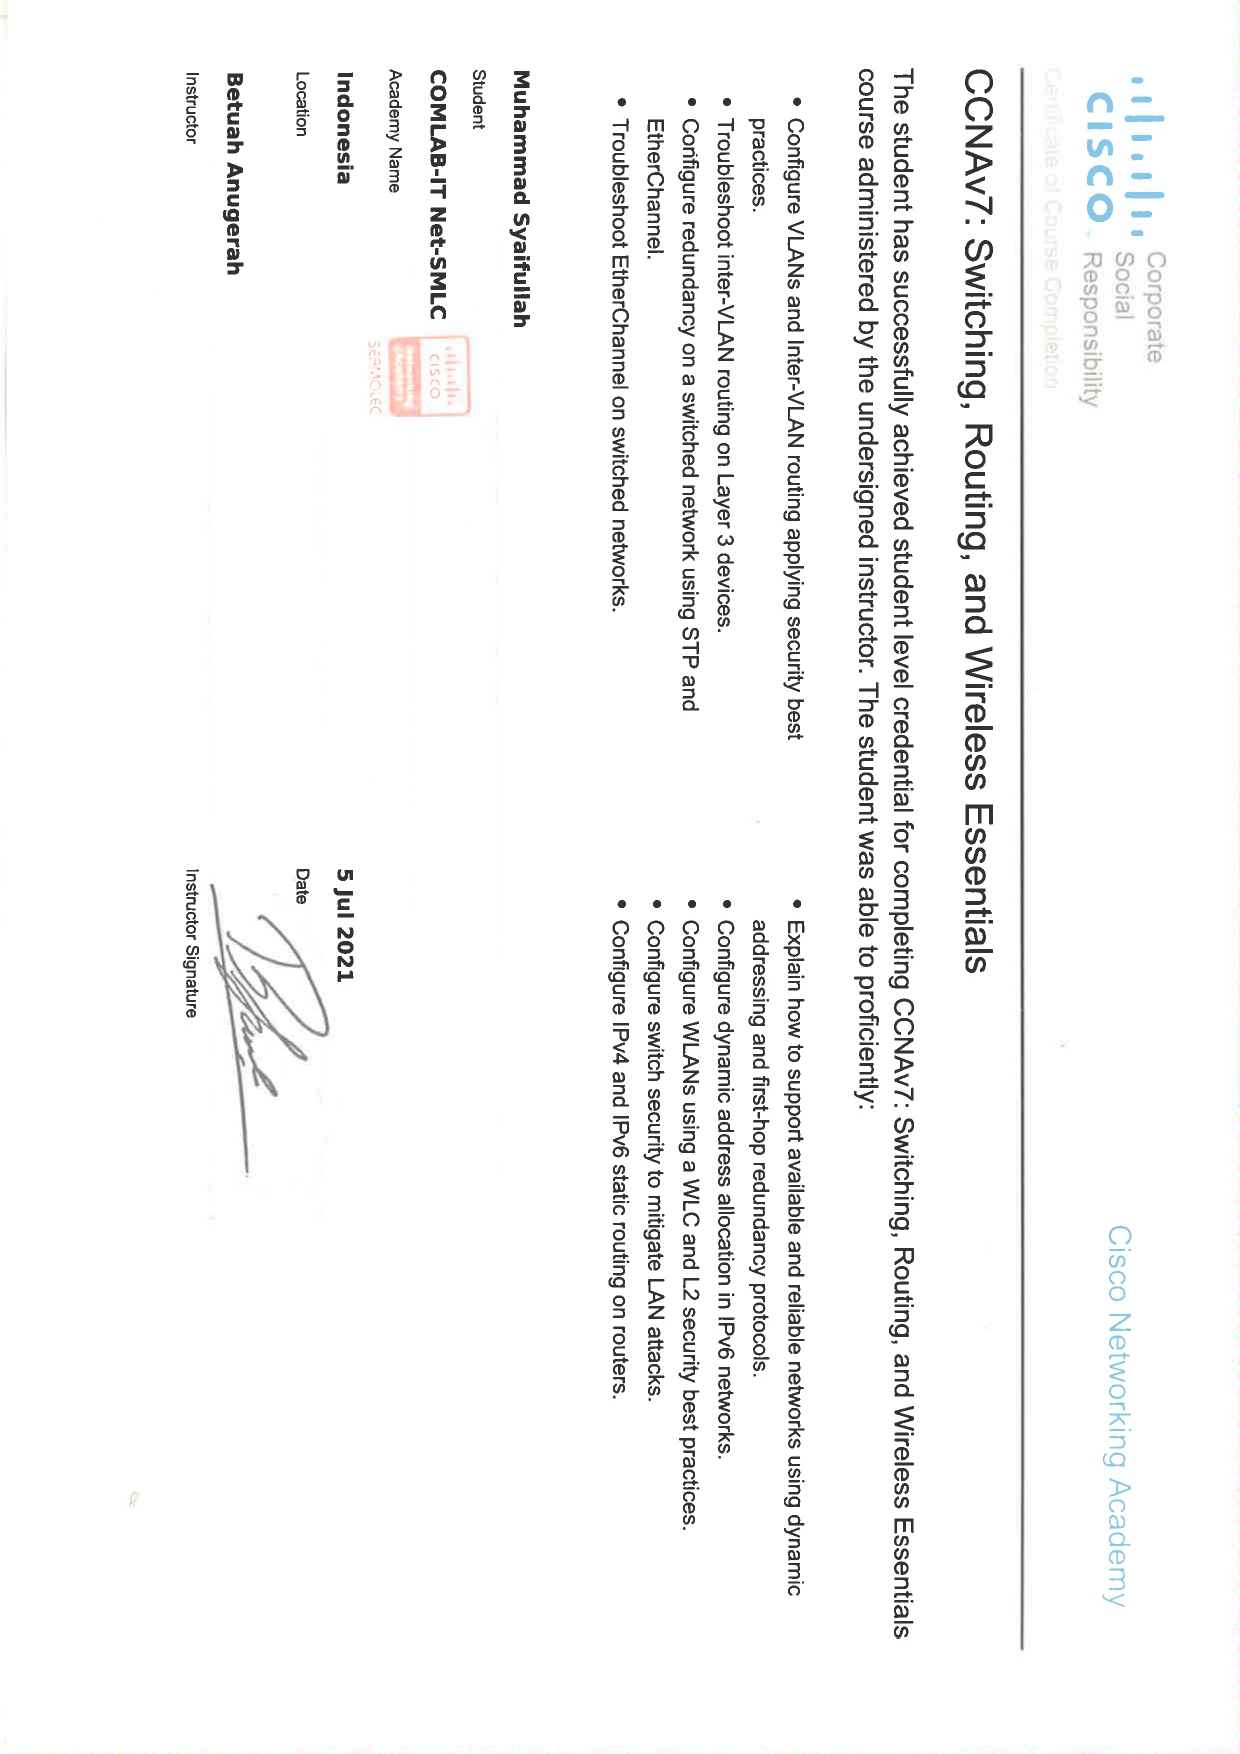 Corporate
Social
Responsibility
CISCO
Cisco Networking Academy
Certificate of Course Completion
CCNAv7: Switching, Routing, and Wireless Essentials
The student has successfully achieved student level credential for completing CCNAv7: Switching, Routing, and Wireless Essentials
course administered by the undersigned instructor. The student was able to proficiently:
• Configure VLANs and Inter-VLAN routing applying security best
practices.
• Troubleshoot inter-VLAN routing on Layer 3 devices.
• Configure redundancy on a switched network using STP and
EtherChannel.
• Troubleshoot EtherChannel on switched networks.
• Explain how to support available and reliable networks using dynamic
addressing and first-hop redundancy protocols.
• Configure dynamic address allocation in IPv6 networks.
• Configure WLANs using a WLC and L2 security best practices.
• Configure switch security to mitigate LAN attacks.
• Configure IPv4 and IPv6 static routing on routers.
Muhammad Syaifullah
Student
COMLAB-IT Net-SMLC
Academy Name
CISCO
Networking
Academy
SERMOLEC
Indonesia
Location
5 Jul 2021
Date
Betuah Anugerah
Instructor
Instructor Signature